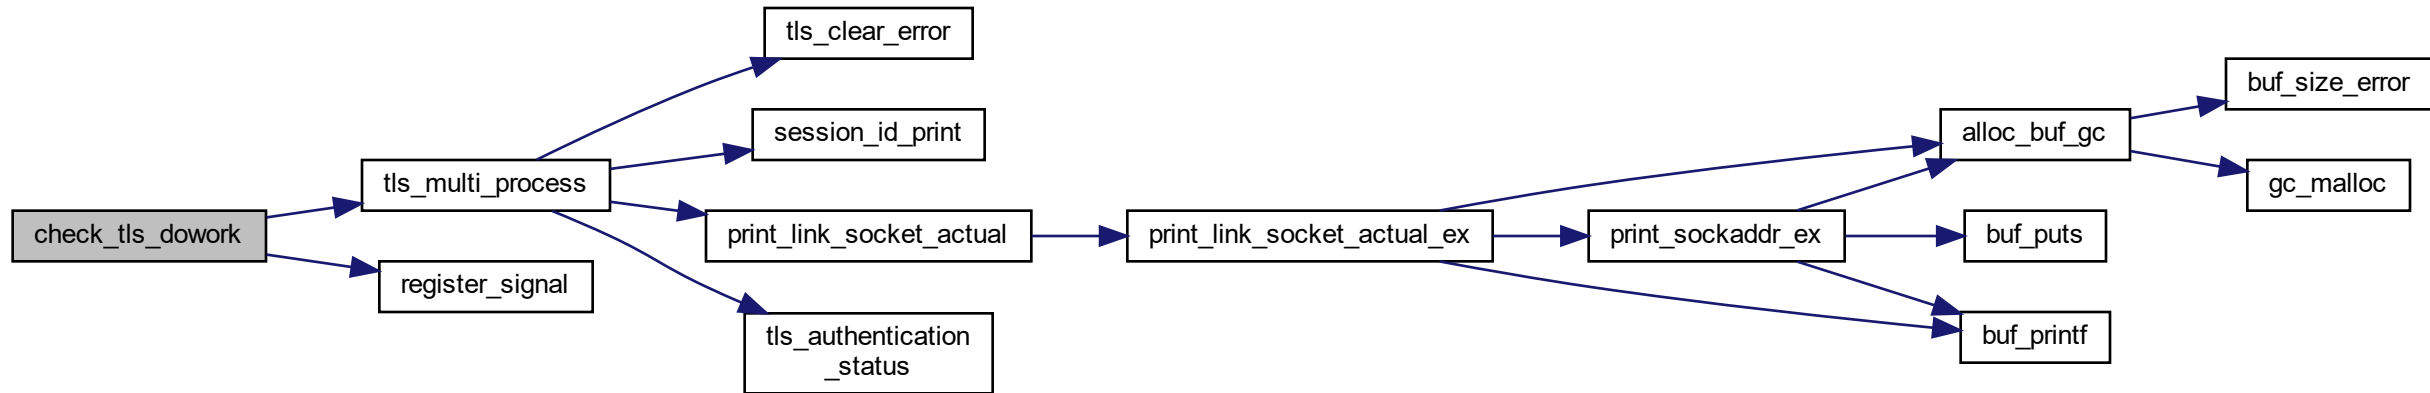 tls_clear_error
buf_size_error
session_id_print
alloc_buf_gc
tls_multi_process
gc_malloc
check_tls_dowork
print_link_socket_actual
print_link_socket_actual_ex
print_sockaddr_ex
buf_puts
register_signal
tls_authentication
_status
buf_printf